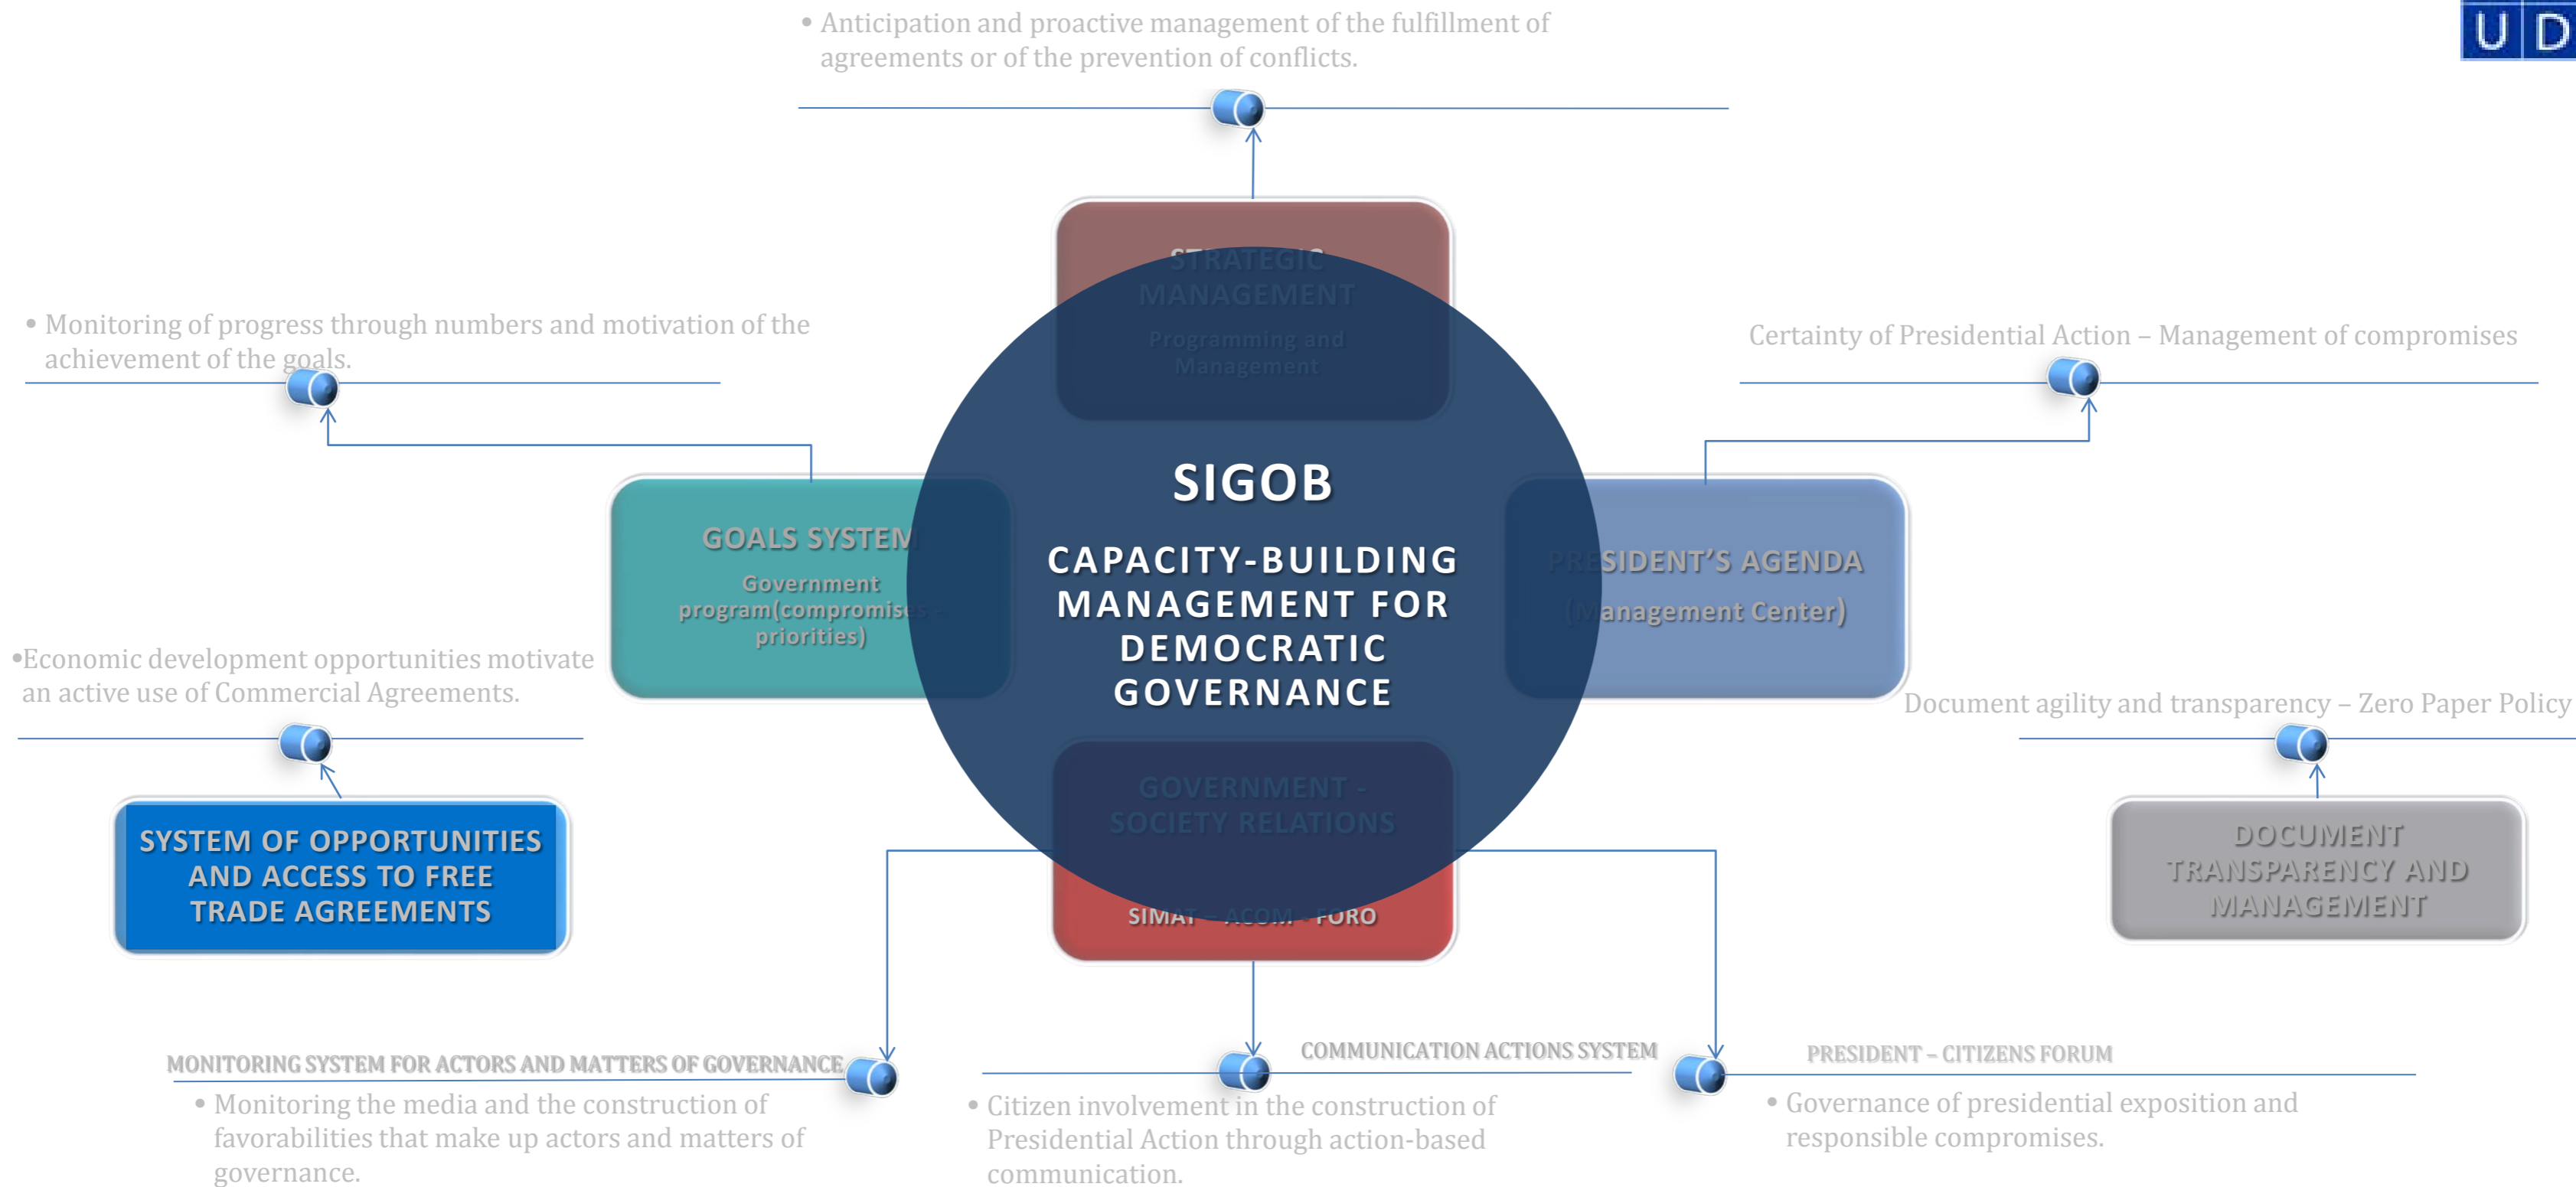 • Anticipation and proactive management of the fulfillment of
agreements or of the prevention of conflicts.
U D
STRATEGIC
MANAGEMENT
Programming and
Management
• Monitoring of progress through numbers and motivation of the
achievement of the goals.
Certainty of Presidential Action – Management of compromises
SIGOB
CAPACITY-BUILDING
MANAGEMENT FOR
DEMOCRATIC
GOVERNANCE
GOALS SYSTEM
Government
program(compromises -
priorities)
PRESIDENT’S AGENDA
(Management Center)
•Economic development opportunities motivate
an active use of Commercial Agreements.
Document agility and transparency – Zero Paper Policy
SYSTEM OF OPPORTUNITIES
AND ACCESS TO FREE
TRADE AGREEMENTS
GOVERNMENT -
SOCIETY RELATIONS
SIMAT – ACOM - FORO
DOCUMENT
TRANSPARENCY AND
MANAGEMENT
MONITORING SYSTEM FOR ACTORS AND MATTERS OF GOVERNANCE
• Monitoring the media and the construction of
favorabilities that make up actors and matters of
governance.
COMMUNICATION ACTIONS SYSTEM
• Citizen involvement in the construction of
Presidential Action through action-based
communication.
PRESIDENT – CITIZENS FORUM
• Governance of presidential exposition and
responsible compromises.